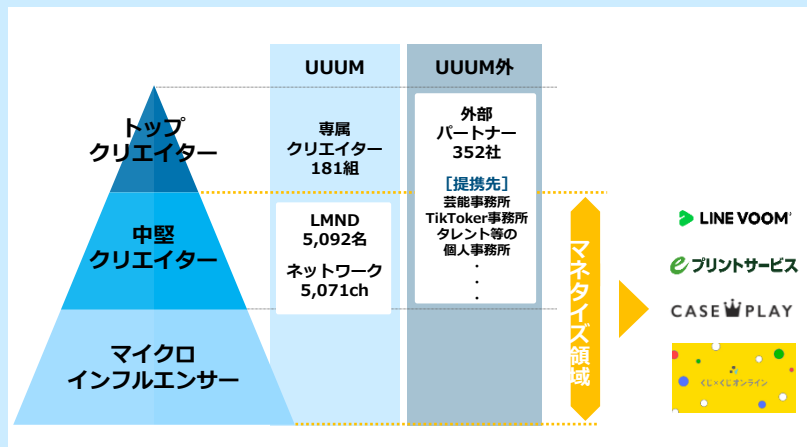 UUUM
UUUM外
トップ
クリエイター
専属
クリエイター
181組
外部
パートナー
352社
[提携先]
芸能事務所
TikToker事務所
タレント等の
個人事務所
・
・
・
中堅
クリエイター
LMND
5,092名
ネットワーク
5,071ch
マイクロ
インフルエンサー
マネタイズ領域
LINE VOOM
eプリントサービス
CASE PLAY
くじ×くじオンライン